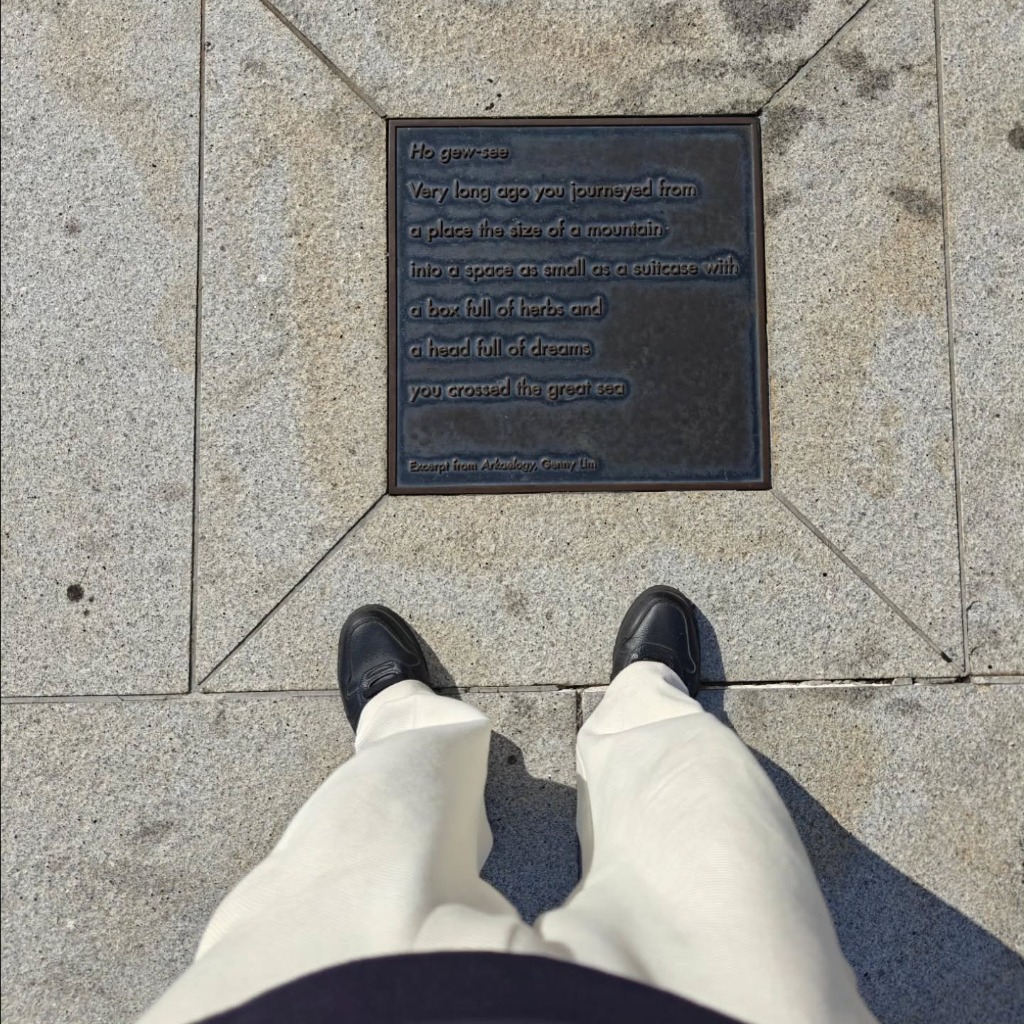 Ho gew-see
Very long ago you journeyed from
a place the size of a mountain
into a space as small as a suitcase with
a box full of herbs and
a head full of dreams
you crossed the great sea
Excerpt from Arkaelogy, Genny Lim